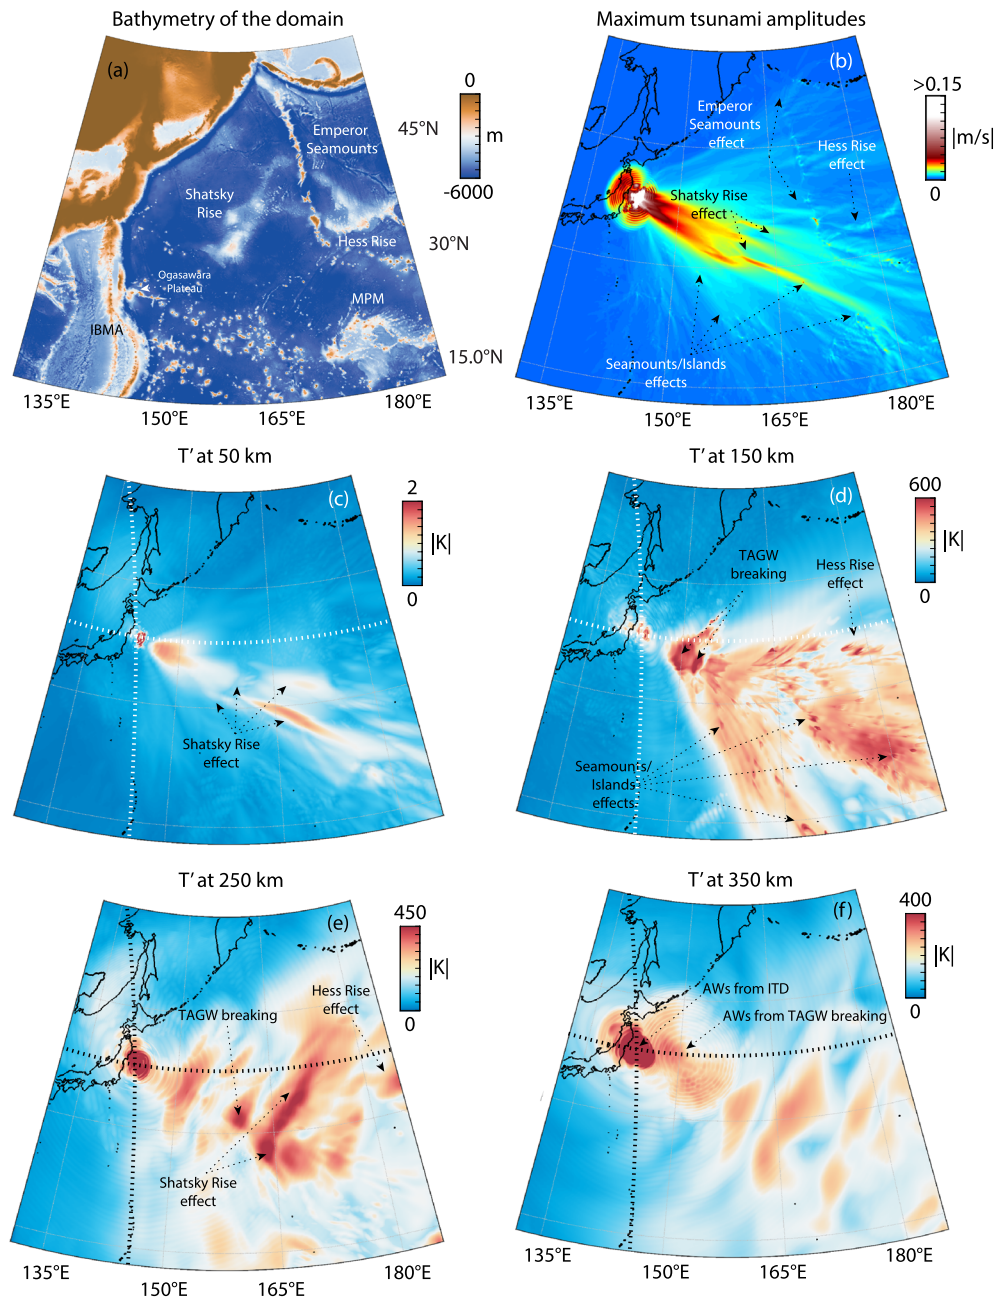 Bathymetry of the domain
Maximum tsunami amplitudes
(a)
0
m
-6000
45°N
30°N
15.0°N
Emperor
Seamounts
Shatsky
Rise
Hess Rise
Ogasawara
Plateau
MPM
IBMA
135°E
150°E
165°E
180°E
(b)
>0.15
|m/s|
0
Emperor
Seamounts
effect
Hess Rise
effect
Shatsky Rise
effect
Seamounts/Islands
effects
135°E
150°E
165°E
180°E
T′ at 50 km
(c)
2
|K|
0
Shatsky Rise
effect
T′ at 150 km
(d)
600
|K|
0
TAGW
breaking
Hess Rise
effect
Seamounts/
Islands
effects
T′ at 250 km
(e)
450
|K|
0
Hess Rise
effect
TAGW breaking
Shatsky Rise
effect
135°E
150°E
165°E
180°E
T′ at 350 km
(f)
400
|K|
0
AWs from ITD
AWs from TAGW breaking
135°E
150°E
165°E
180°E